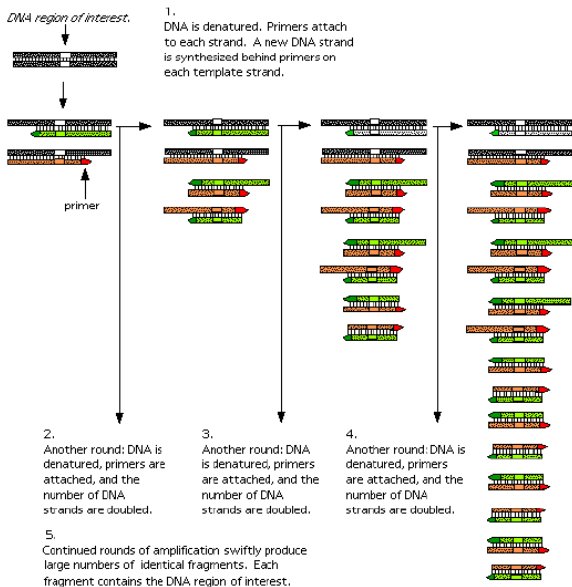 DNA region of interest.
1.
DNA is denatured. Primers attach
to each strand. A new DNA strand
is synthesized behind primers on
each template strand.
primer
2.
Another round: DNA is
denatured, primers are
attached, and the
number of DNA
strands are doubled.
3.
Another round: DNA
is denatured, primers
are attached, and the
number of DNA
strands are doubled.
4.
Another round: DNA is
denatured, primers
are attached, and the
number of DNA
strands are doubled.
5.
Continued rounds of amplification swiftly produce
large numbers of identical fragments. Each
fragment contains the DNA region of interest.